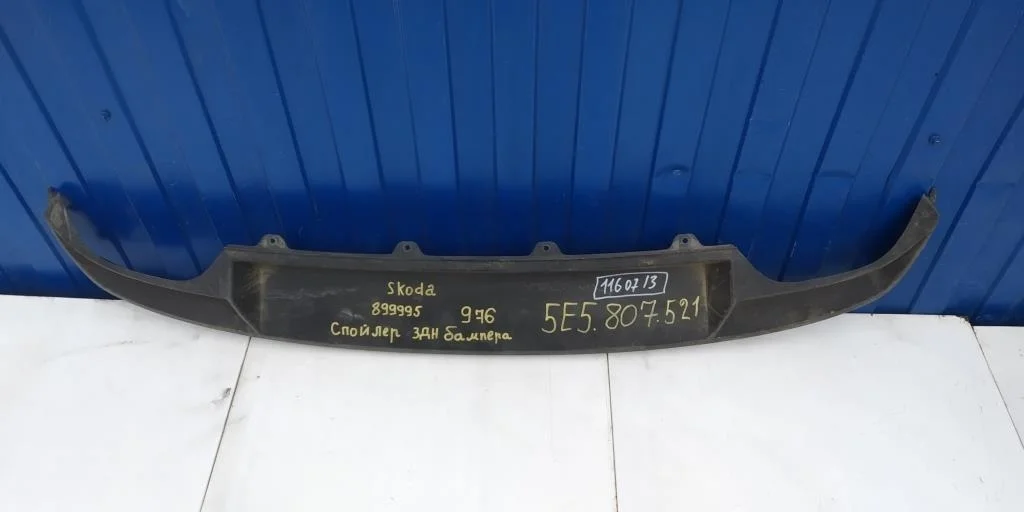 Skoda
899995 976
Спойлер ЗДН бампера
116 07 13
5E5.807.521